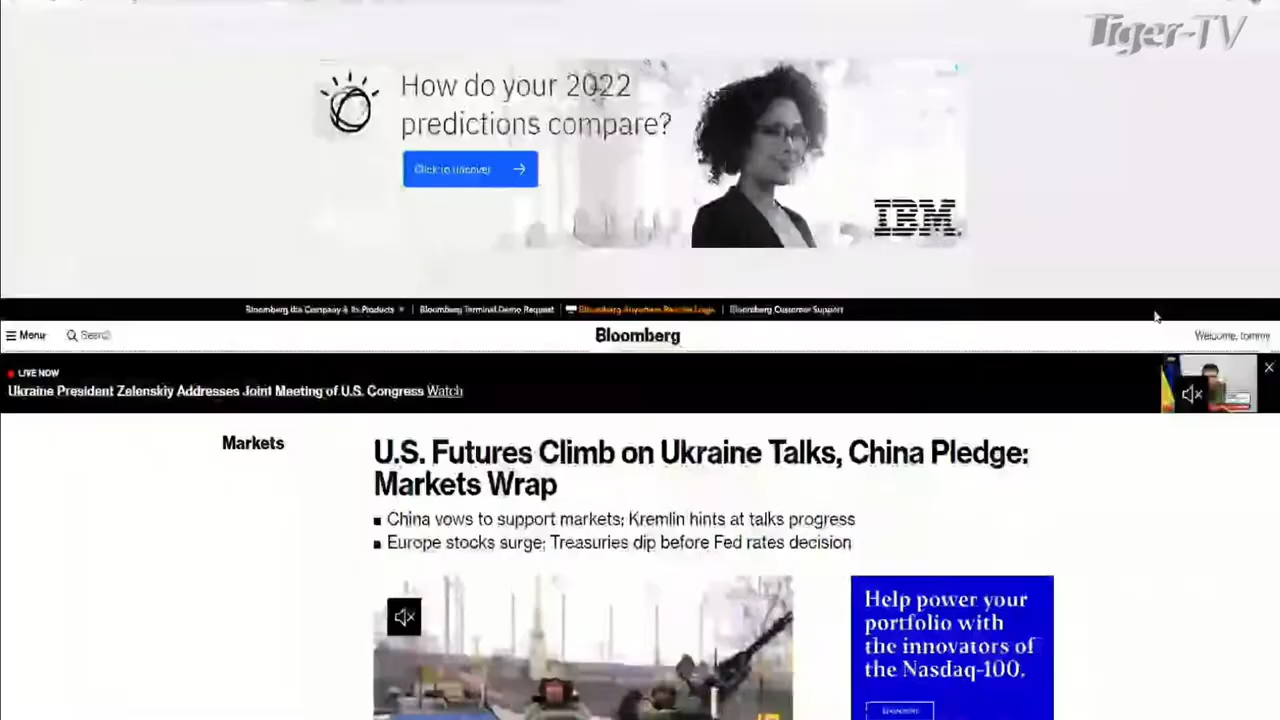 Tiger-TV
How do your 2022
predictions compare?
Click to uncover
IBM
Bloomberg the Company & Its Products | Bloomberg Terminal Demo Request | Bloomberg Anywhere Remote Login | Bloomberg Customer Support
Menu Search Bloomberg Welcome, tommy
LIVE NOW
Ukraine President Zelenskiy Addresses Joint Meeting of U.S. Congress Watch
Markets
U.S. Futures Climb on Ukraine Talks, China Pledge:
Markets Wrap
China vows to support markets; Kremlin hints at talks progress
Europe stocks surge; Treasuries dip before Fed rates decision
Help power your
portfolio with
the innovators of
the Nasdaq-100.